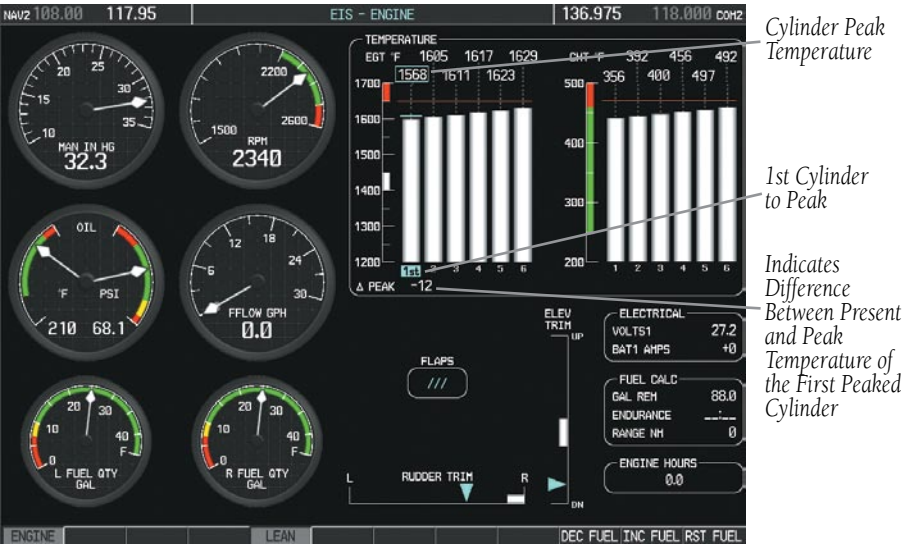 NAV2 108.00 117.95 EIS - ENGINE 136.975 118.000 COM2
Cylinder Peak
Temperature
1st Cylinder
to Peak
Indicates
Difference
Between Present
and Peak
Temperature of
the First Peaked
Cylinder
10 15 20 25 30 35
MAN IN HG
32.3
1500 2200 2600
RPM
2340
TEMPERATURE
EGT °F 1605 1617 1629
1568 1611 1623
1700
1600
1500
1400
1300
1200
1st 2 3 4 5 6
Δ PEAK -12
CHT °F 392 456 492
356 400 497
500
400
300
200
1 2 3 4 5 6
OIL
°F PSI
210 68.1
6 12 18 24 30
FFLOW GPH
0.0
FLAPS
///
ELEV
TRIM
UP
DN
L RUDDER TRIM R
ELECTRICAL
VOLTS1 27.2
BAT1 AMPS +0
FUEL CALC
GAL REM 88.0
ENDURANCE __:__
RANGE NM 0
ENGINE HOURS
0.0
0 10 20 30 40 F
L FUEL QTY
GAL
0 10 20 30 40 F
R FUEL QTY
GAL
ENGINE LEAN DEC FUEL INC FUEL RST FUEL